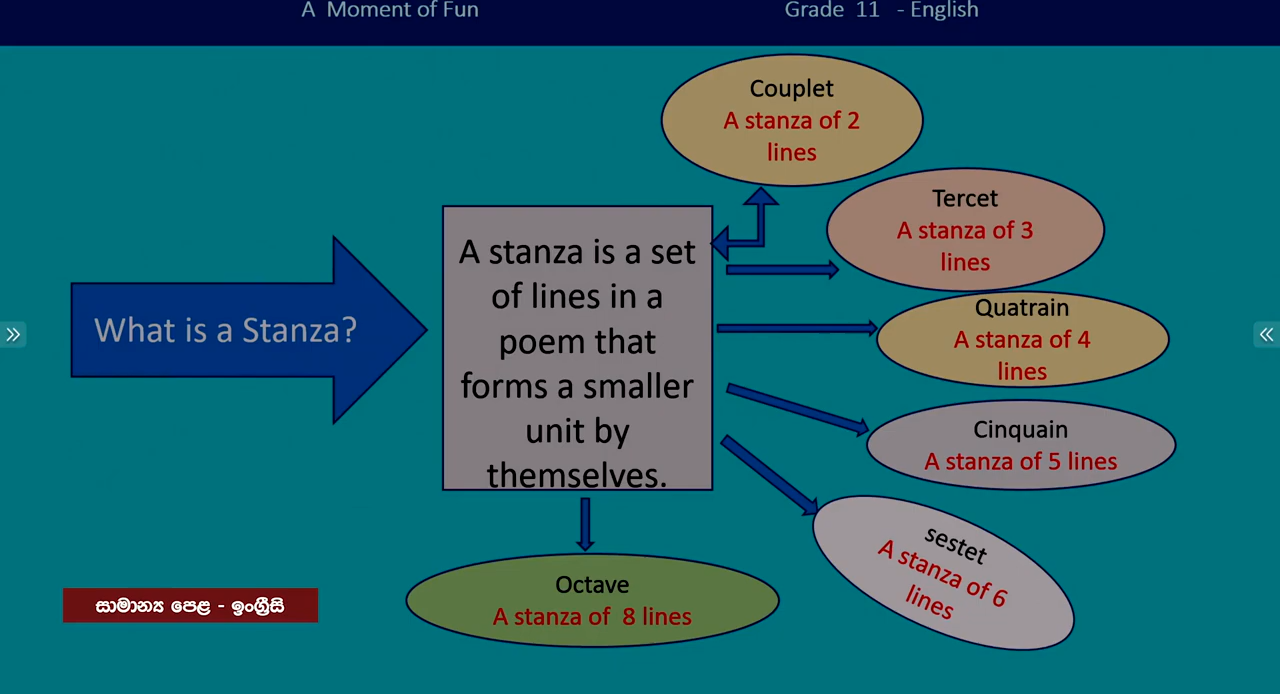 A Moment of Fun
Grade 11 - English
What is a Stanza?
A stanza is a set
of lines in a
poem that
forms a smaller
unit by
themselves.
Couplet
A stanza of 2
lines
Tercet
A stanza of 3
lines
Quatrain
A stanza of 4
lines
Cinquain
A stanza of 5 lines
sestet
A stanza of 6
lines
Octave
A stanza of 8 lines
සාමාන්‍ය පෙළ - ඉංග්‍රීසි